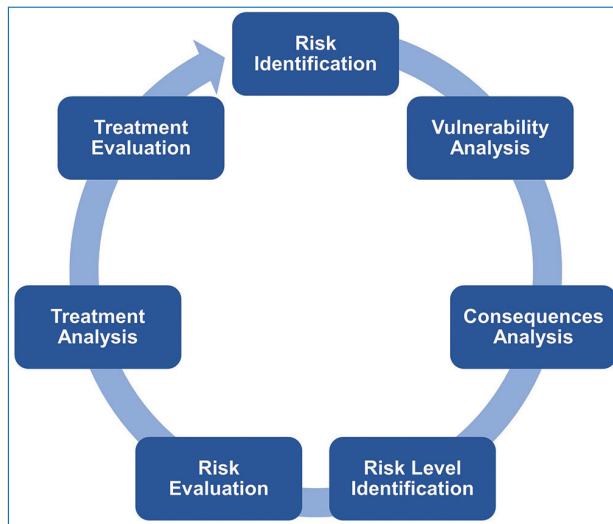 Risk
Identification
Vulnerability
Analysis
Consequences
Analysis
Risk Level
Identification
Risk
Evaluation
Treatment
Analysis
Treatment
Evaluation